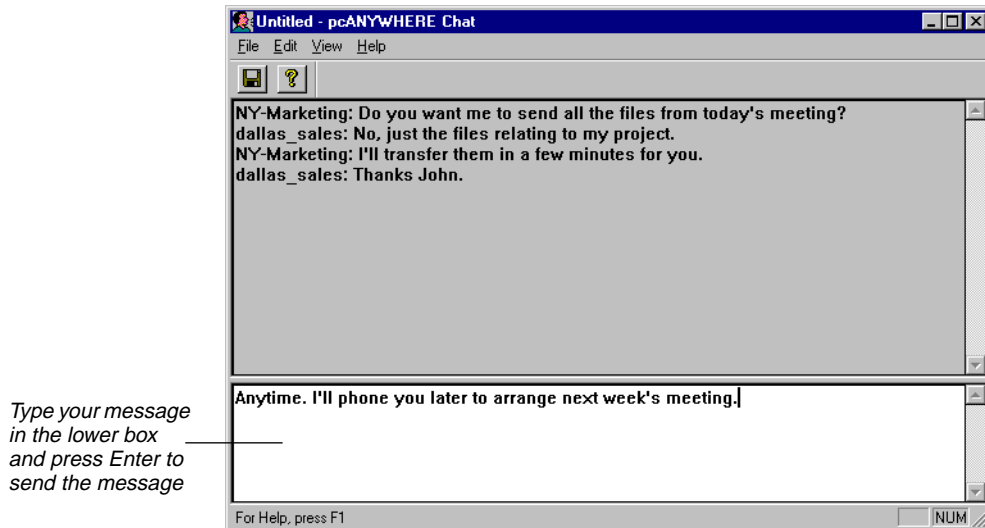 Untitled - pcANYWHERE Chat
File Edit View Help
NY-Marketing: Do you want me to send all the files from today's meeting?
dallas_sales: No, just the files relating to my project.
NY-Marketing: I'll transfer them in a few minutes for you.
dallas_sales: Thanks John.
Anytime. I'll phone you later to arrange next week's meeting.
Type your message
in the lower box
and press Enter to
send the message
For Help, press F1
NUM